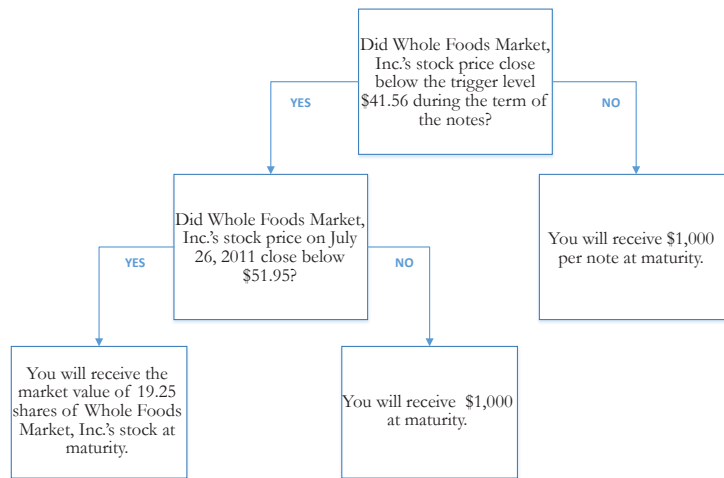 Did Whole Foods Market,
Inc.'s stock price close
below the trigger level
$41.56 during the term of
the notes?
YES
NO
Did Whole Foods Market,
Inc.'s stock price on July
26, 2011 close below
$51.95?
You will receive $1,000
per note at maturity.
YES
NO
You will receive the
market value of 19.25
shares of Whole Foods
Market, Inc.'s stock at
maturity.
You will receive $1,000
at maturity.